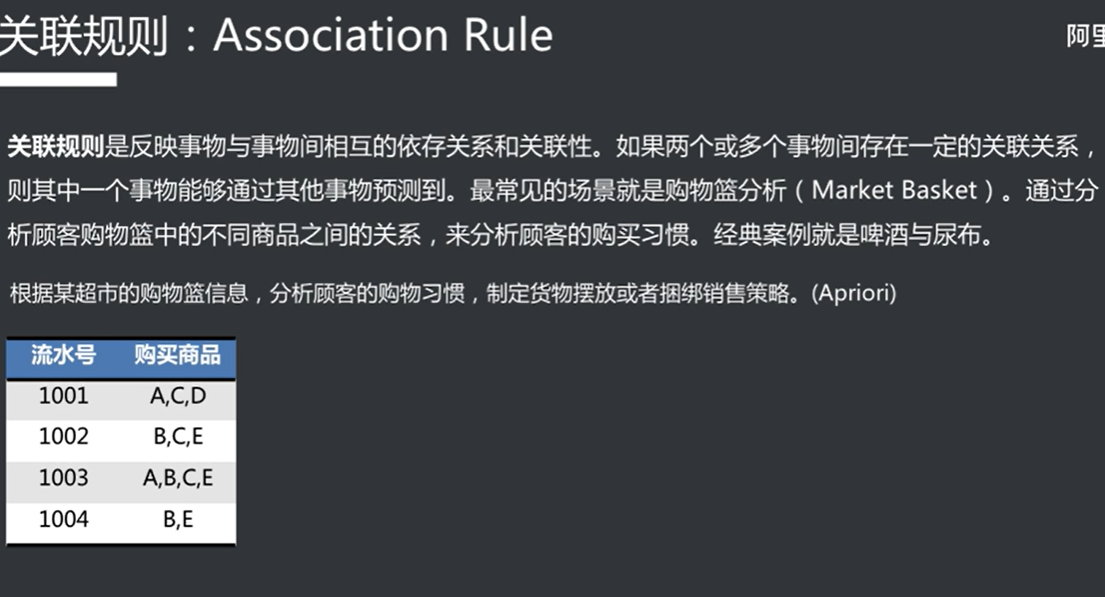 关联规则：Association Rule
阿里
关联规则是反映事物与事物间相互的依存关系和关联性。如果两个或多个事物间存在一定的关联关系，
则其中一个事物能够通过其他事物预测到。最常见的场景就是购物篮分析（Market Basket）。通过分
析顾客购物篮中的不同商品之间的关系，来分析顾客的购买习惯。经典案例就是啤酒与尿布。
根据某超市的购物篮信息，分析顾客的购物习惯，制定货物摆放或者捆绑销售策略。(Apriori)
流水号 购买商品
1001 A,C,D
1002 B,C,E
1003 A,B,C,E
1004 B,E